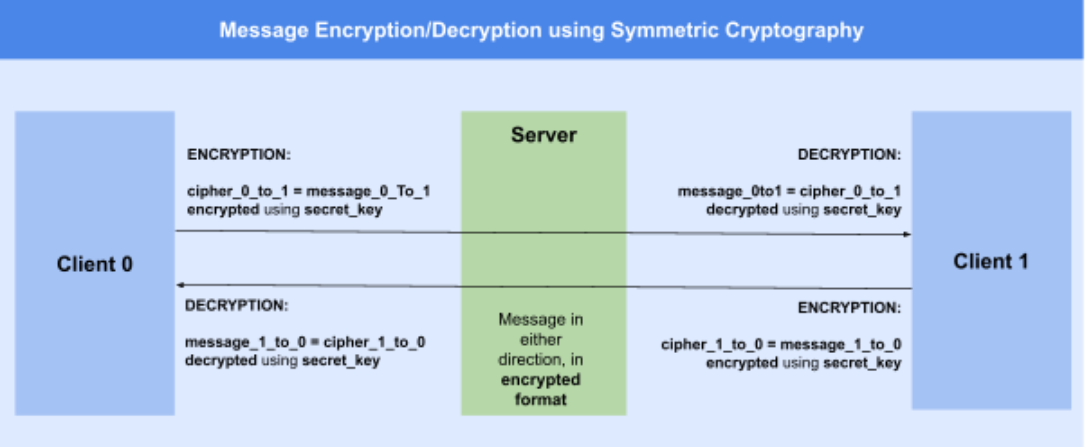 Message Encryption/Decryption using Symmetric Cryptography
Client 0
ENCRYPTION:
cipher_0_to_1 = message_0_To_1
encrypted using secret_key
DECRYPTION:
message_1_to_0 = cipher_1_to_0
decrypted using secret_key
Server
Message in
either
direction, in
encrypted
format
DECRYPTION:
message_0to1 = cipher_0_to_1
decrypted using secret_key
ENCRYPTION:
cipher_1_to_0 = message_1_to_0
encrypted using secret_key
Client 1